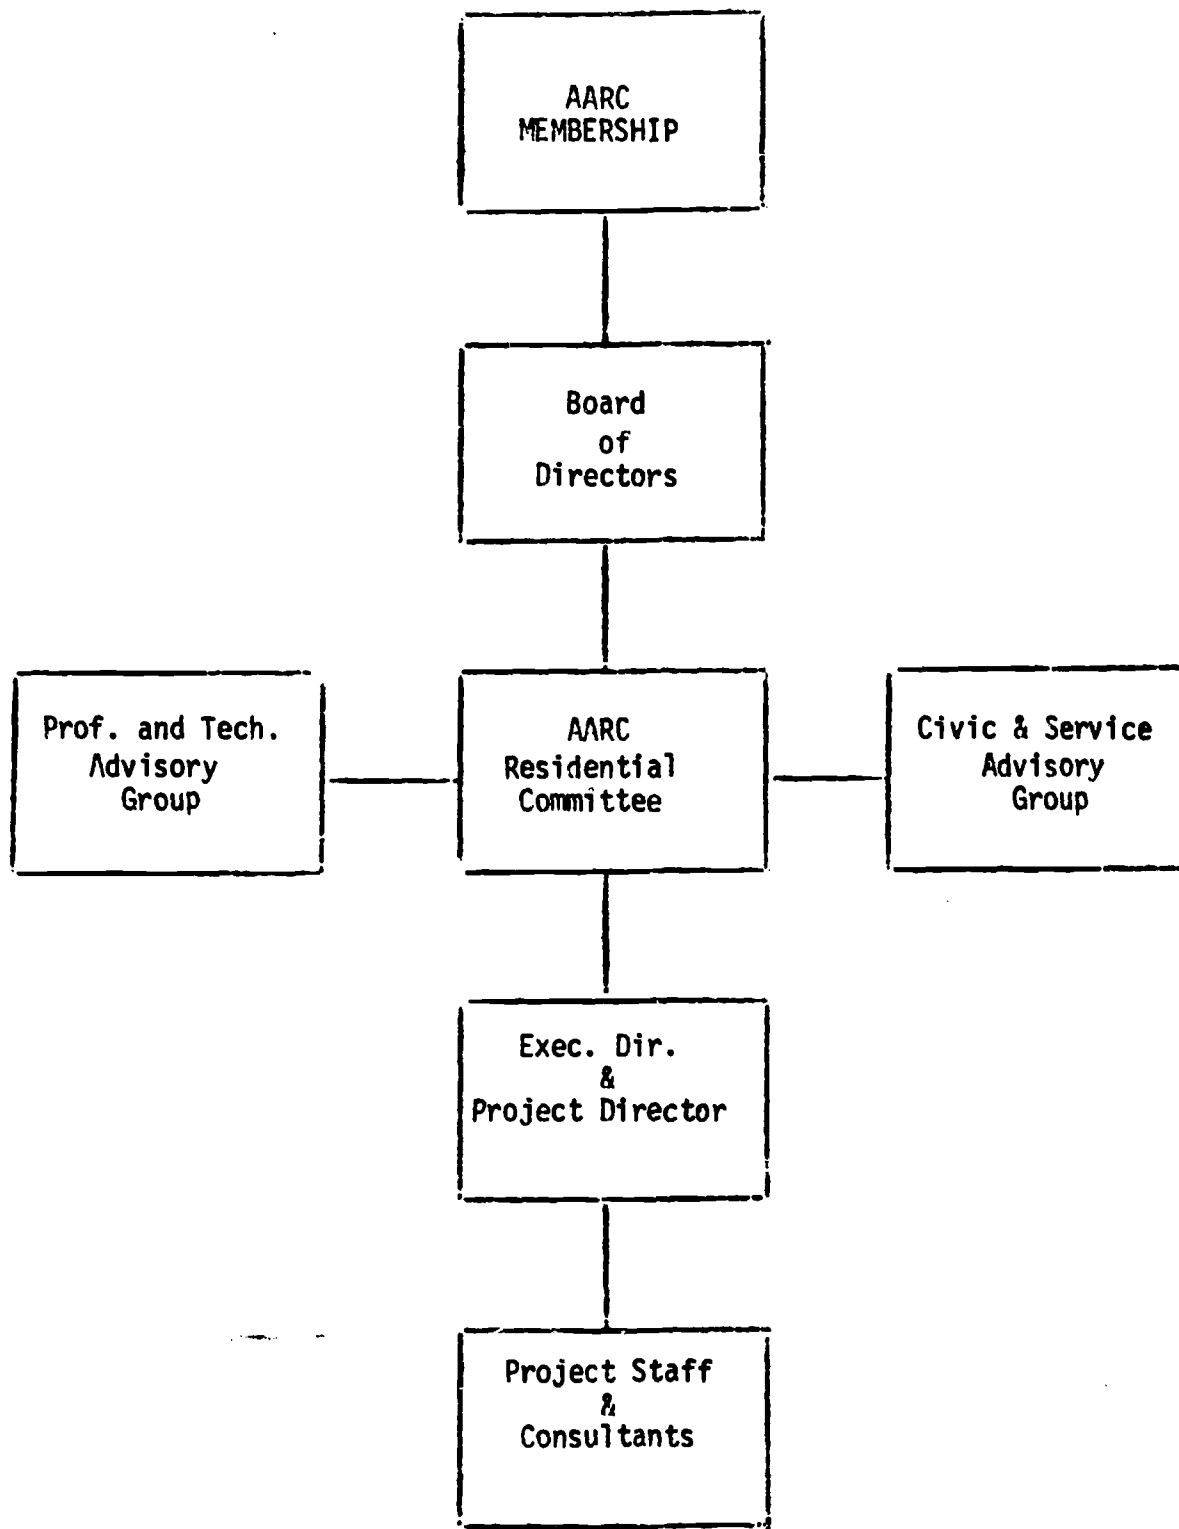 AARC
MEMBERSHIP
Board
of
Directors
Prof. and Tech.
Advisory
Group
AARC
Residential
Committee
Civic & Service
Advisory
Group
Exec. Dir.
&
Project Director
Project Staff
&
Consultants